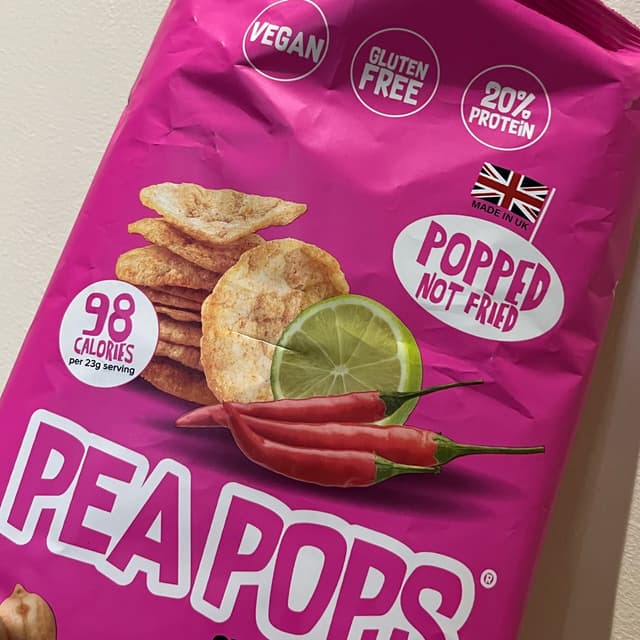 VEGAN
GLUTEN
FREE
20%
PROTEIN
MADE IN UK
POPPED
NOT FRIED
98
CALORIES
per 23g serving
PEA POPS®